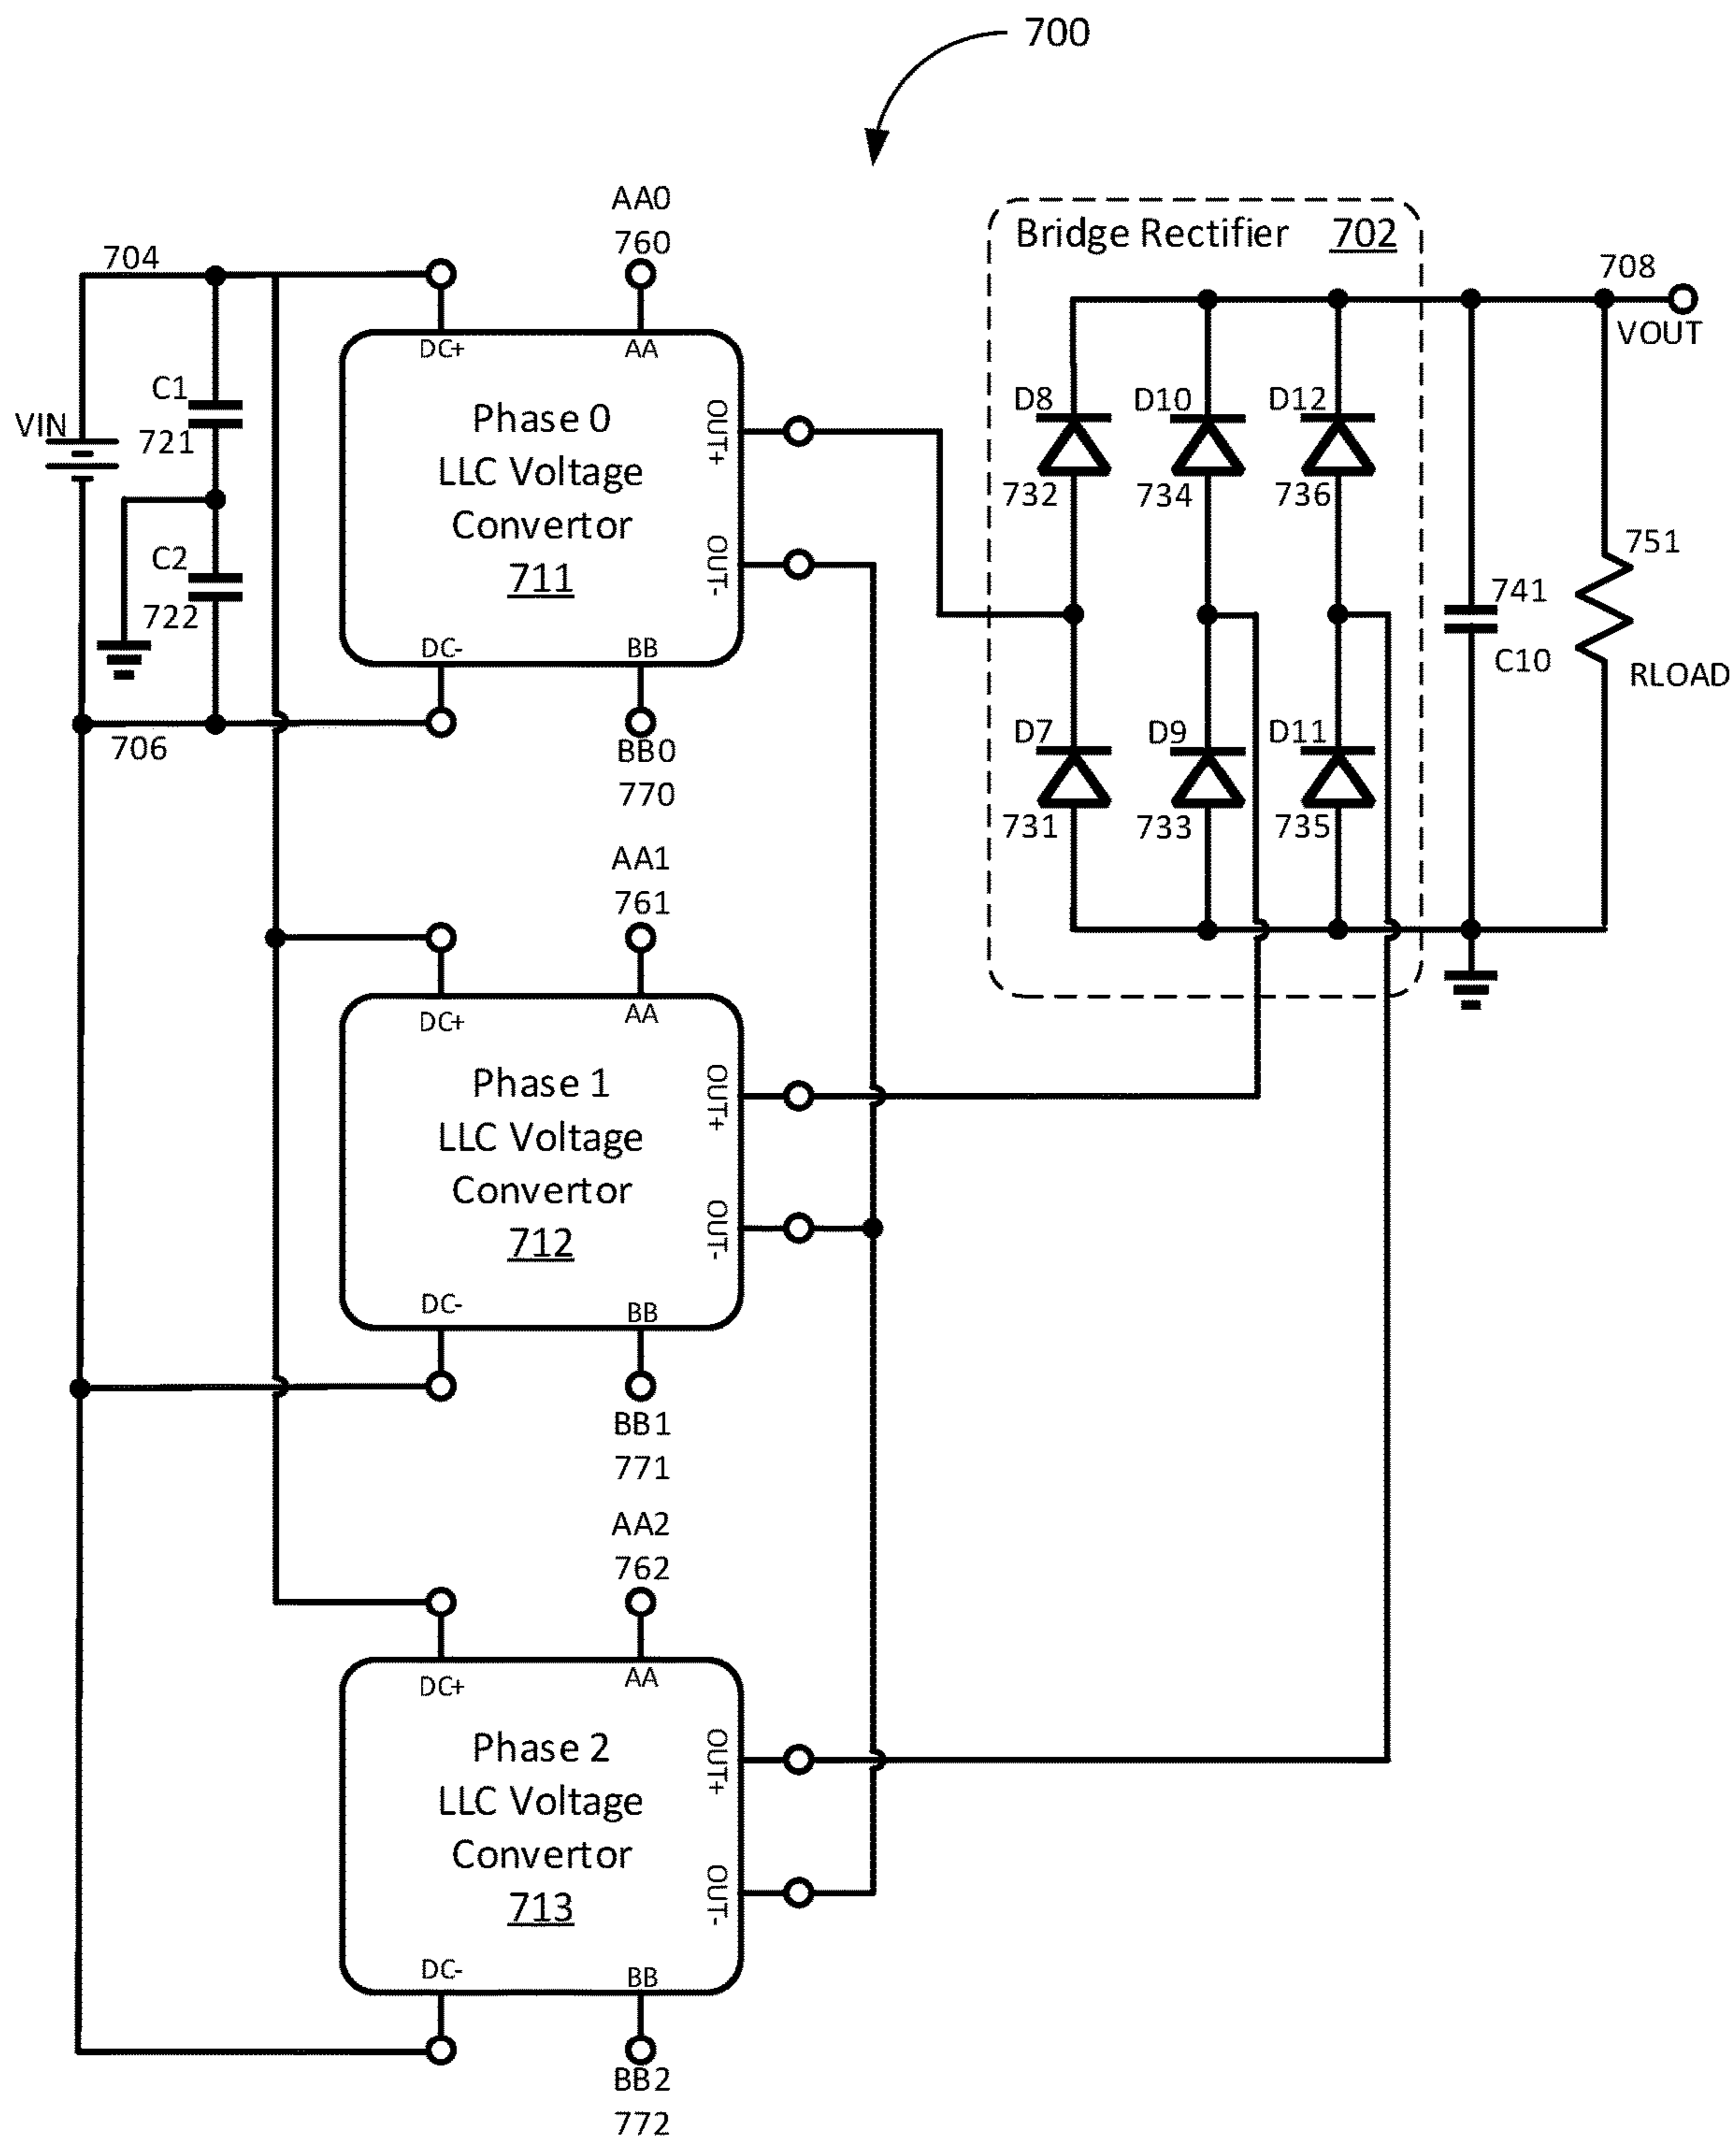 700
AA0
760
704
Bridge Rectifier 702
708
VOUT
DC+
AA
C1
721
VIN
Phase 0
LLC Voltage
Convertor
711
OUT+
OUT-
D8
732
D10
734
D12
736
C2
722
DC-
BB
706
BB0
770
751
741
C10
RLOAD
D7
731
D9
733
D11
735
AA1
761
DC+
AA
Phase 1
LLC Voltage
Convertor
712
OUT+
OUT-
DC-
BB
BB1
771
AA2
762
DC+
AA
Phase 2
LLC Voltage
Convertor
713
OUT+
OUT-
DC-
BB
BB2
772